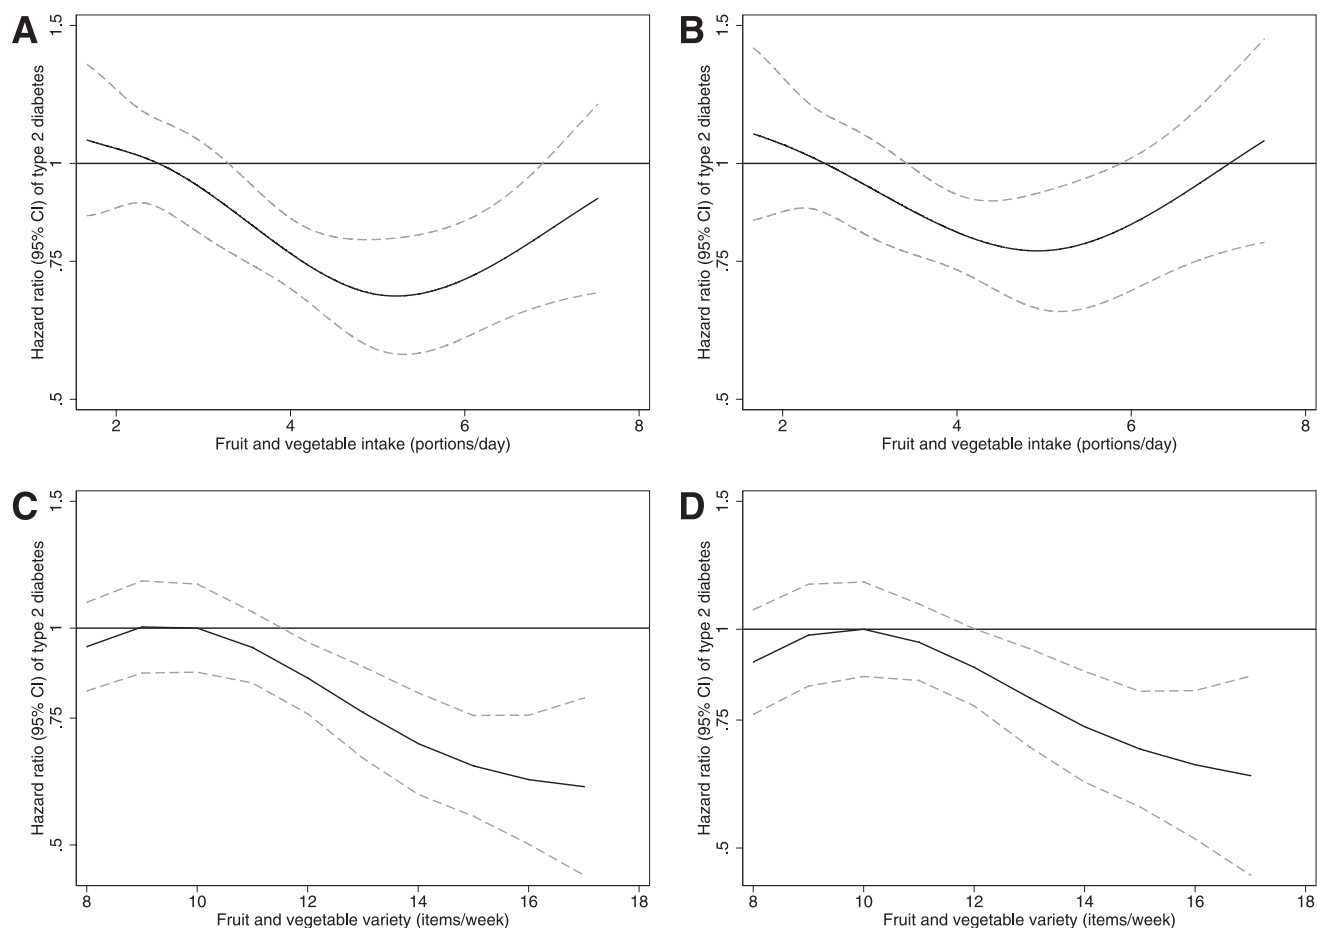 A
Hazard ratio (95% CI) of type 2 diabetes
1.5
1
.75
.5
2 4 6 8
Fruit and vegetable intake (portions/day)
B
Hazard ratio (95% CI) of type 2 diabetes
1.5
1
.75
.5
2 4 6 8
Fruit and vegetable intake (portions/day)
C
Hazard ratio (95% CI) of type 2 diabetes
1.5
1
.75
.5
8 10 12 14 16 18
Fruit and vegetable variety (items/week)
D
Hazard ratio (95% CI) of type 2 diabetes
1.5
1
.75
.5
8 10 12 14 16 18
Fruit and vegetable variety (items/week)